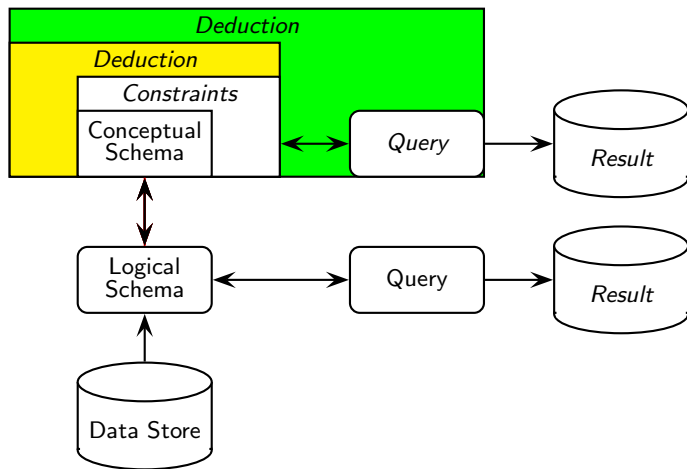 Deduction
Deduction
Constraints
Conceptual
Schema
Query
Result
Logical
Schema
Query
Result
Data Store